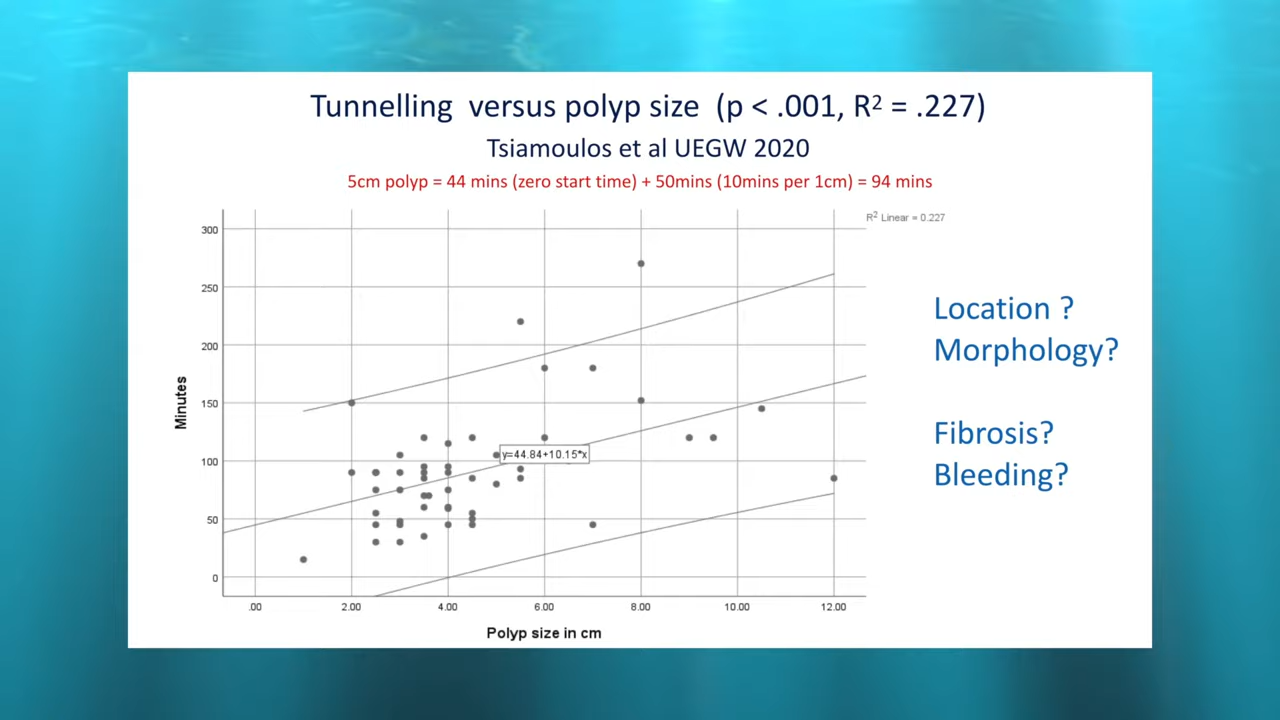 Tunnelling versus polyp size (p < .001, R² = .227)
Tsiamoulos et al UEGW 2020
5cm polyp = 44 mins (zero start time) + 50mins (10mins per 1cm) = 94 mins
R² Linear = 0.227
300
250
200
150
100
50
0
Minutes
y=44.84+10.15*x
.00 2.00 4.00 6.00 8.00 10.00 12.00
Polyp size in cm
Location ?
Morphology?
Fibrosis?
Bleeding?